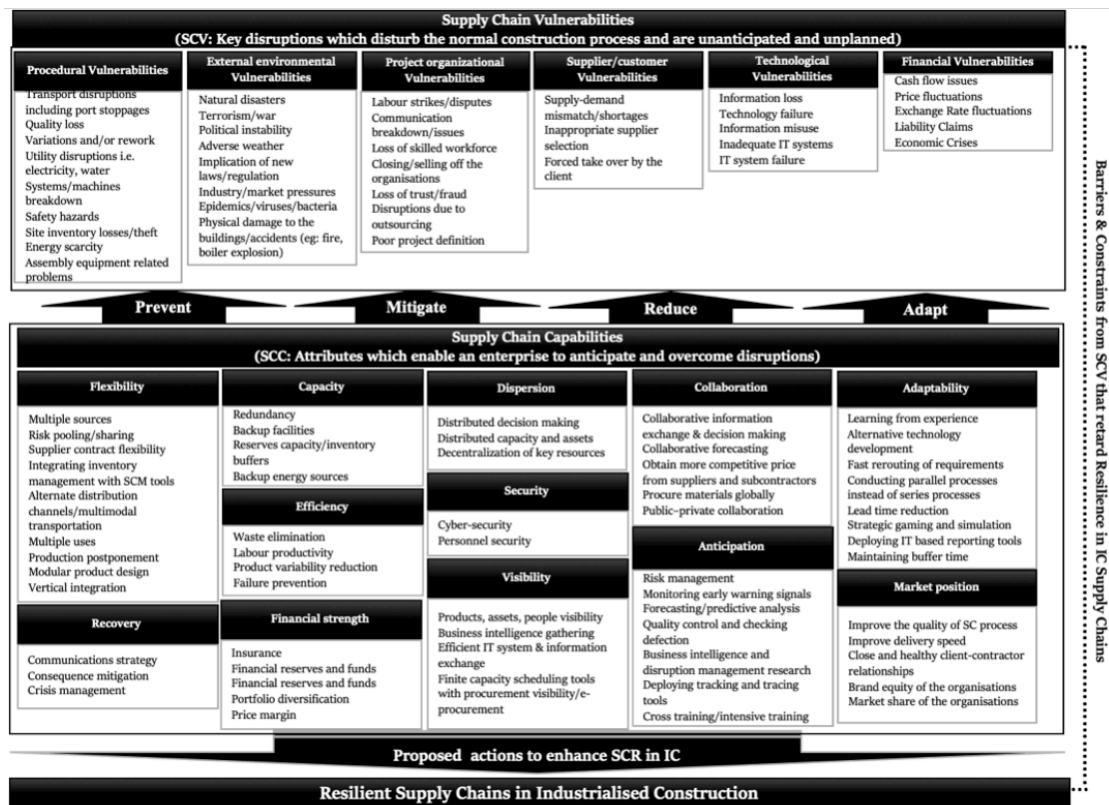 Supply Chain Vulnerabilities
(SCV: Key disruptions which disturb the normal construction process and are unanticipated and unplanned)
Procedural Vulnerabilities
Transport disruptions
including port stoppages
Quality loss
Variations and/or rework
Utility disruptions i.e.
electricity, water
Systems/machines
breakdown
Safety hazards
Site inventory losses/theft
Energy scarcity
Assembly equipment related
problems
External environmental
Vulnerabilities
Natural disasters
Terrorism/war
Political instability
Adverse weather
Implication of new
laws/regulation
Industry/market pressures
Epidemics/viruses/bacteria
Physical damage to the
buildings/accidents (eg: fire,
boiler explosion)
Project organizational
Vulnerabilities
Labour strikes/disputes
Communication
breakdown/issues
Loss of skilled workforce
Closing/selling off the
organisations
Loss of trust/fraud
Disruptions due to
outsourcing
Poor project definition
Supplier/customer
Vulnerabilities
Supply-demand
mismatch/shortages
Inappropriate supplier
selection
Forced take over by the
client
Technological
Vulnerabilities
Information loss
Technology failure
Information misuse
Inadequate IT systems
IT system failure
Financial Vulnerabilities
Cash flow issues
Price fluctuations
Exchange Rate fluctuations
Liability Claims
Economic Crises
Prevent
Mitigate
Reduce
Adapt
Supply Chain Capabilities
(SCC: Attributes which enable an enterprise to anticipate and overcome disruptions)
Flexibility
Multiple sources
Risk pooling/sharing
Supplier contract flexibility
Integrating inventory
management with SCM tools
Alternate distribution
channels/multimodal
transportation
Multiple uses
Production postponement
Modular product design
Vertical integration
Recovery
Communications strategy
Consequence mitigation
Crisis management
Capacity
Redundancy
Backup facilities
Reserves capacity/inventory
buffers
Backup energy sources
Efficiency
Waste elimination
Labour productivity
Product variability reduction
Failure prevention
Financial strength
Insurance
Financial reserves and funds
Financial reserves and funds
Portfolio diversification
Price margin
Dispersion
Distributed decision making
Distributed capacity and assets
Decentralization of key resources
Security
Cyber-security
Personnel security
Visibility
Products, assets, people visibility
Business intelligence gathering
Efficient IT system & information
exchange
Finite capacity scheduling tools
with procurement visibility/e-
procurement
Collaboration
Collaborative information
exchange & decision making
Collaborative forecasting
Obtain more competitive price
from suppliers and subcontractors
Procure materials globally
Public–private collaboration
Anticipation
Risk management
Monitoring early warning signals
Forecasting/predictive analysis
Quality control and checking
defection
Business intelligence and
disruption management research
Deploying tracking and tracing
tools
Cross training/intensive training
Adaptability
Learning from experience
Alternative technology
development
Fast rerouting of requirements
Conducting parallel processes
instead of series processes
Lead time reduction
Strategic gaming and simulation
Deploying IT based reporting tools
Maintaining buffer time
Market position
Improve the quality of SC process
Improve delivery speed
Close and healthy client-contractor
relationships
Brand equity of the organisations
Market share of the organisations
Proposed actions to enhance SCR in IC
Resilient Supply Chains in Industrialised Construction
Barriers & Constraints from SCV that retard Resilience in IC Supply Chains